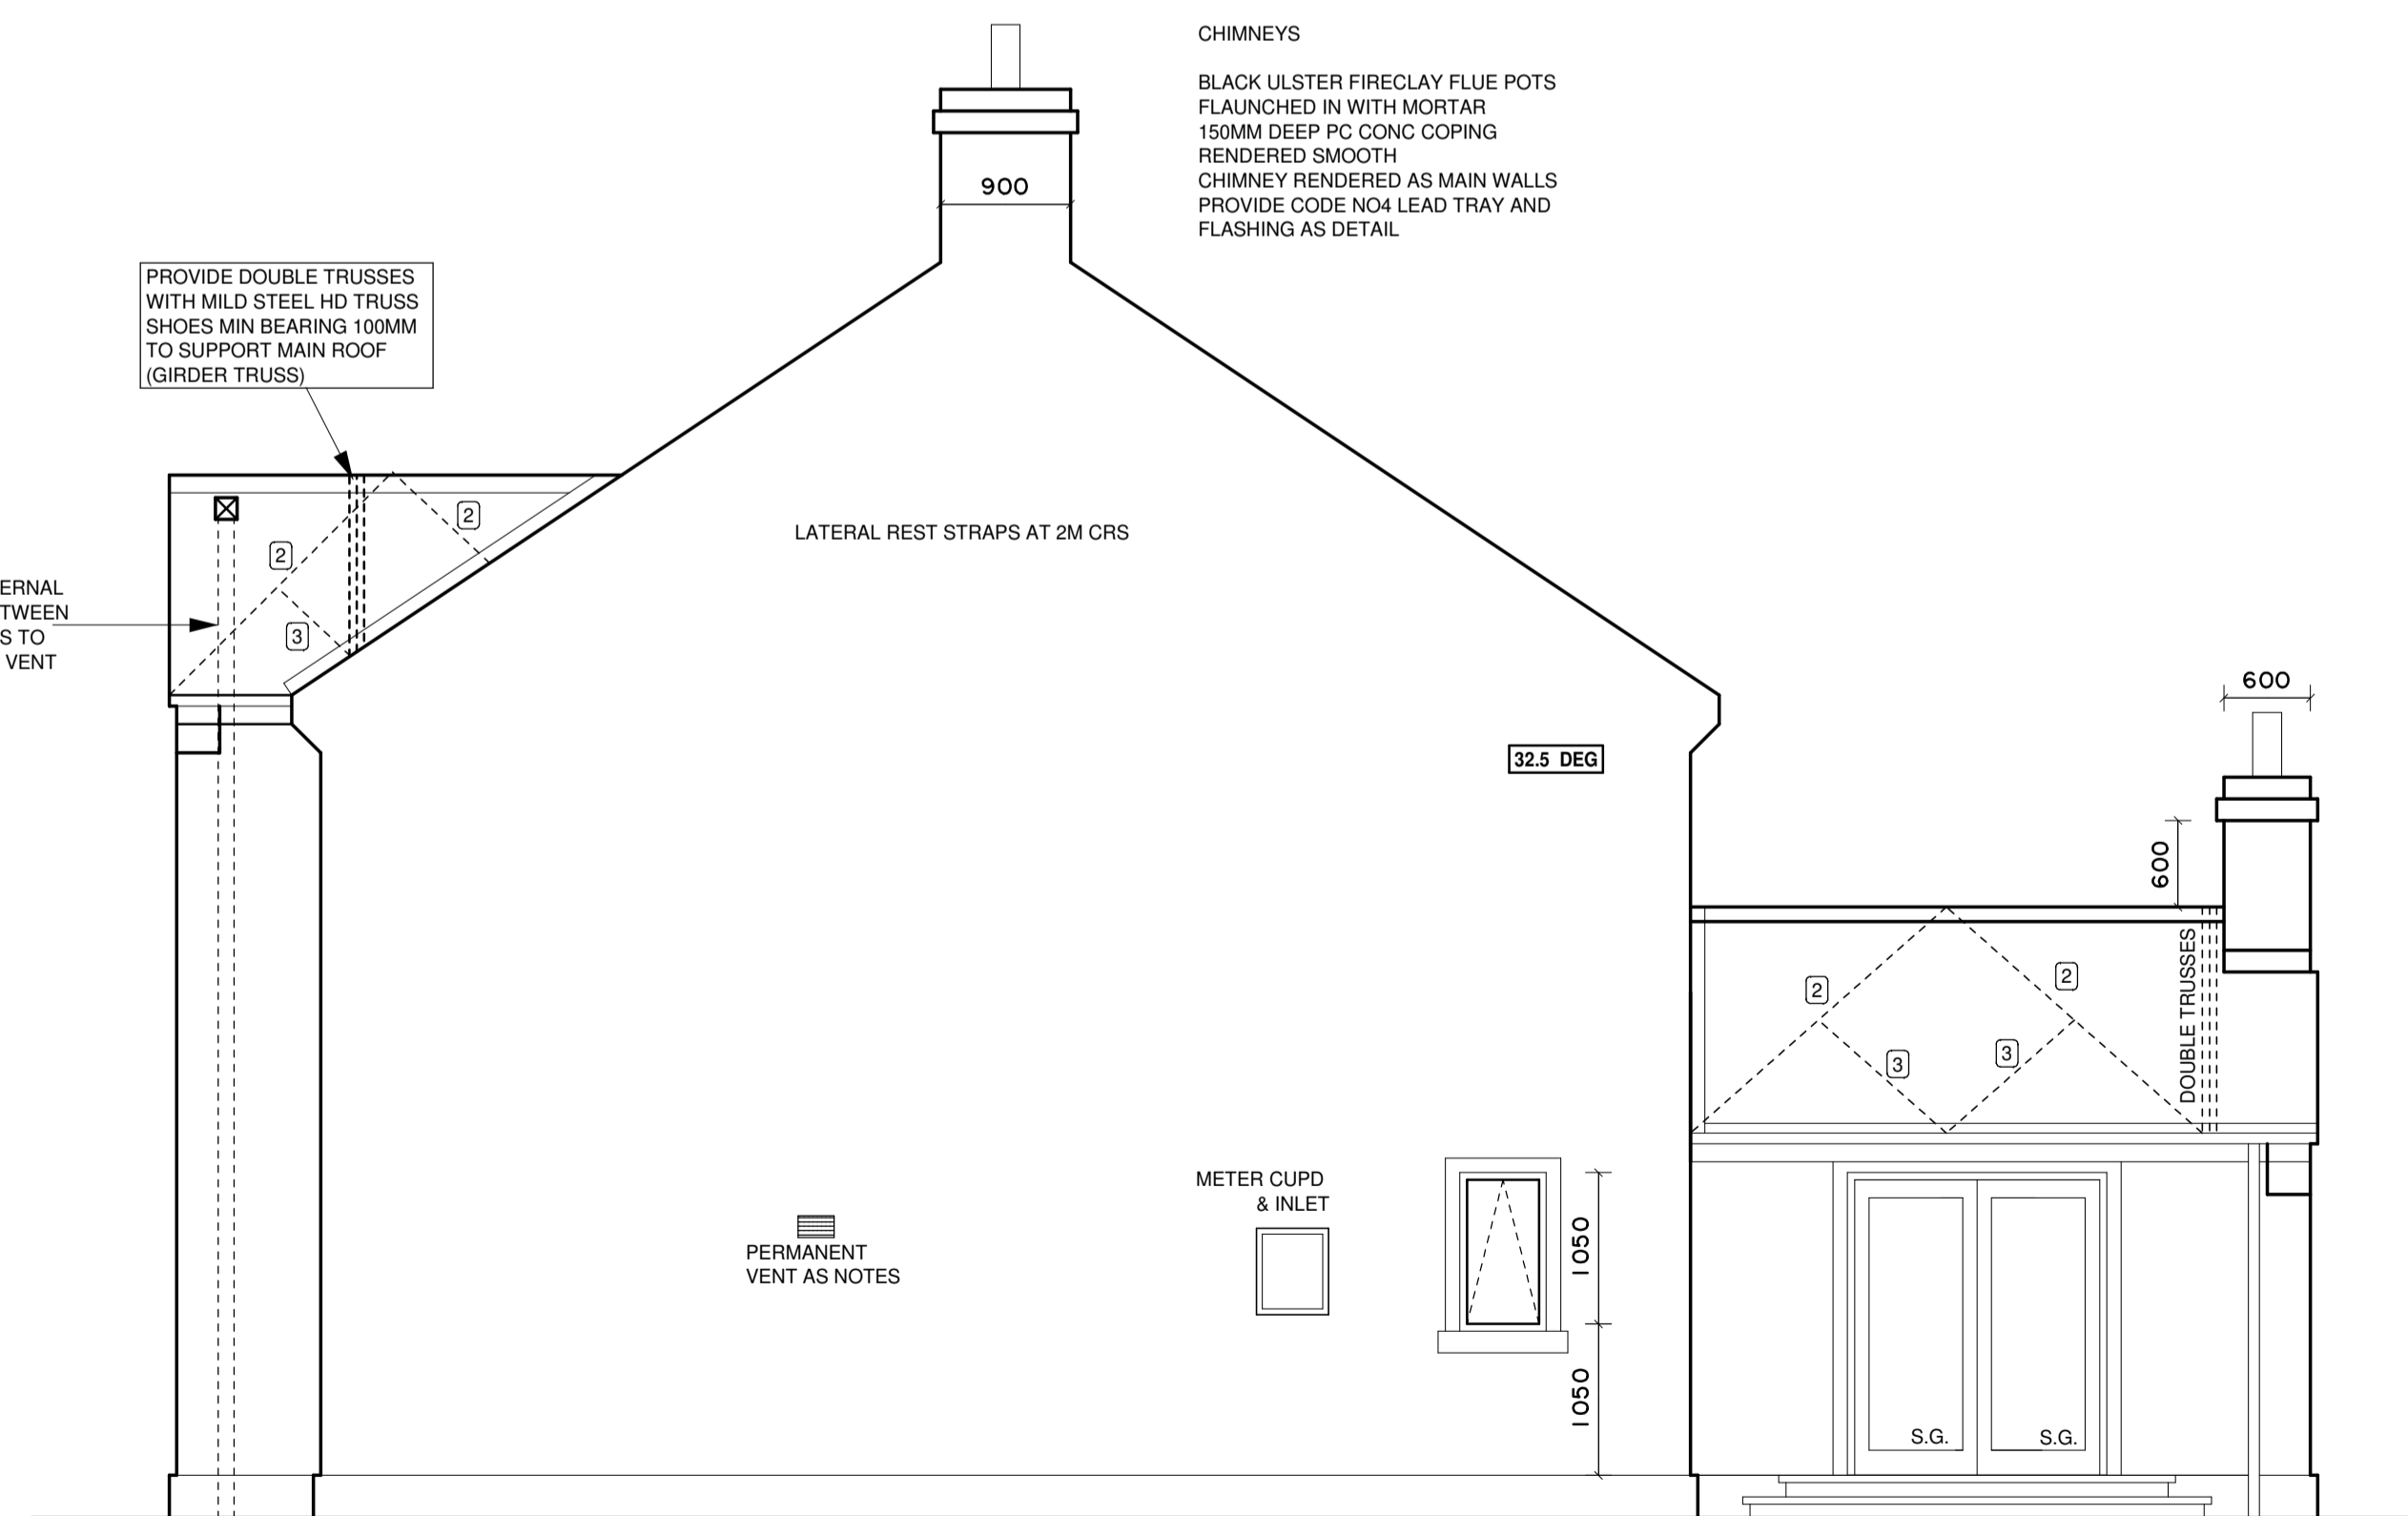 CHIMNEYS
BLACK ULSTER FIRECLAY FLUE POTS
FLAUNCHED IN WITH MORTAR
150MM DEEP PC CONC COPING
RENDERED SMOOTH
CHIMNEY RENDERED AS MAIN WALLS
PROVIDE CODE NO4 LEAD TRAY AND
FLASHING AS DETAIL
900
PROVIDE DOUBLE TRUSSES
WITH MILD STEEL HD TRUSS
SHOES MIN BEARING 100MM
TO SUPPORT MAIN ROOF
(GIRDER TRUSS)
2
2
3
ERNAL
TWEEN
S TO
VENT
LATERAL REST STRAPS AT 2M CRS
32.5 DEG
600
600
2
2
3
3
DOUBLE TRUSSES
METER CUPD
& INLET
PERMANENT
VENT AS NOTES
1050
1050
S.G.
S.G.